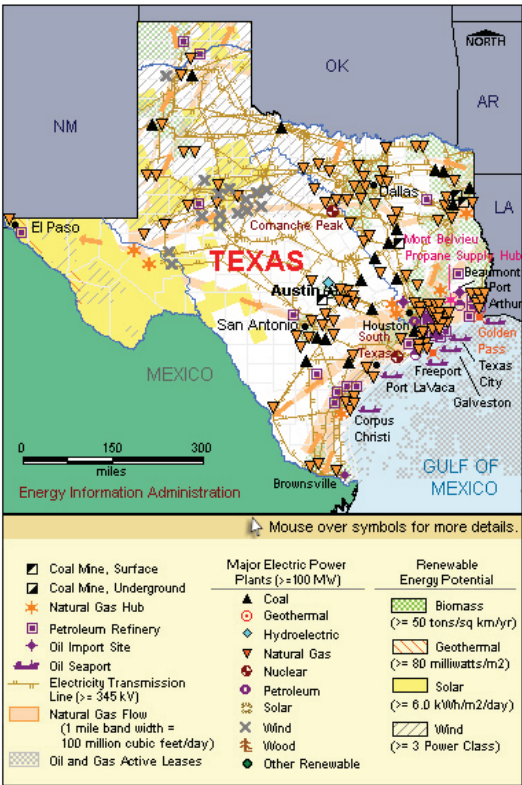 NORTH
OK
NM
AR
LA
Dallas
El Paso
Comanche Peak
Mont Belvieu
Propane Supply Hub
TEXAS
Beaumont
Austin
Port
Arthur
Houston
San Antonio
South
Texas
Golden
Pass
MEXICO
Freeport
Texas
City
Port LaVaca
Galveston
Corpus
Christi
0 150 300
miles
GULF OF
MEXICO
Energy Information Administration
Brownsville
Mouse over symbols for more details.
Coal Mine, Surface
Coal Mine, Underground
Natural Gas Hub
Petroleum Refinery
Oil Import Site
Oil Seaport
Electricity Transmission
Line (>= 345 kV)
Natural Gas Flow
(1 mile band width =
100 million cubic feet/day)
Oil and Gas Active Leases
Major Electric Power
Plants (>=100 MW)
Coal
Geothermal
Hydroelectric
Natural Gas
Nuclear
Petroleum
Solar
Wind
Wood
Other Renewable
Renewable
Energy Potential
Biomass
(>= 50 tons/sq km/yr)
Geothermal
(>= 80 milliwatts/m2)
Solar
(>= 6.0 kWh/m2/day)
Wind
(>= 3 Power Class)